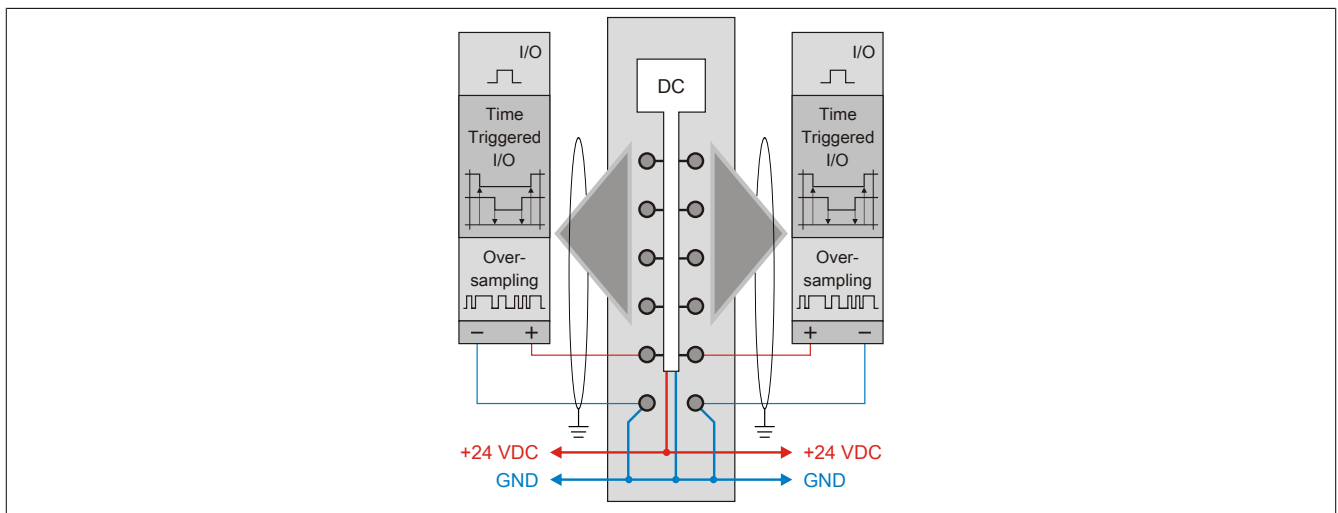 I/O
Time
Triggered
I/O
Over-
sampling
− +
DC
I/O
Time
Triggered
I/O
Over-
sampling
+ −
+24 VDC
+24 VDC
GND
GND